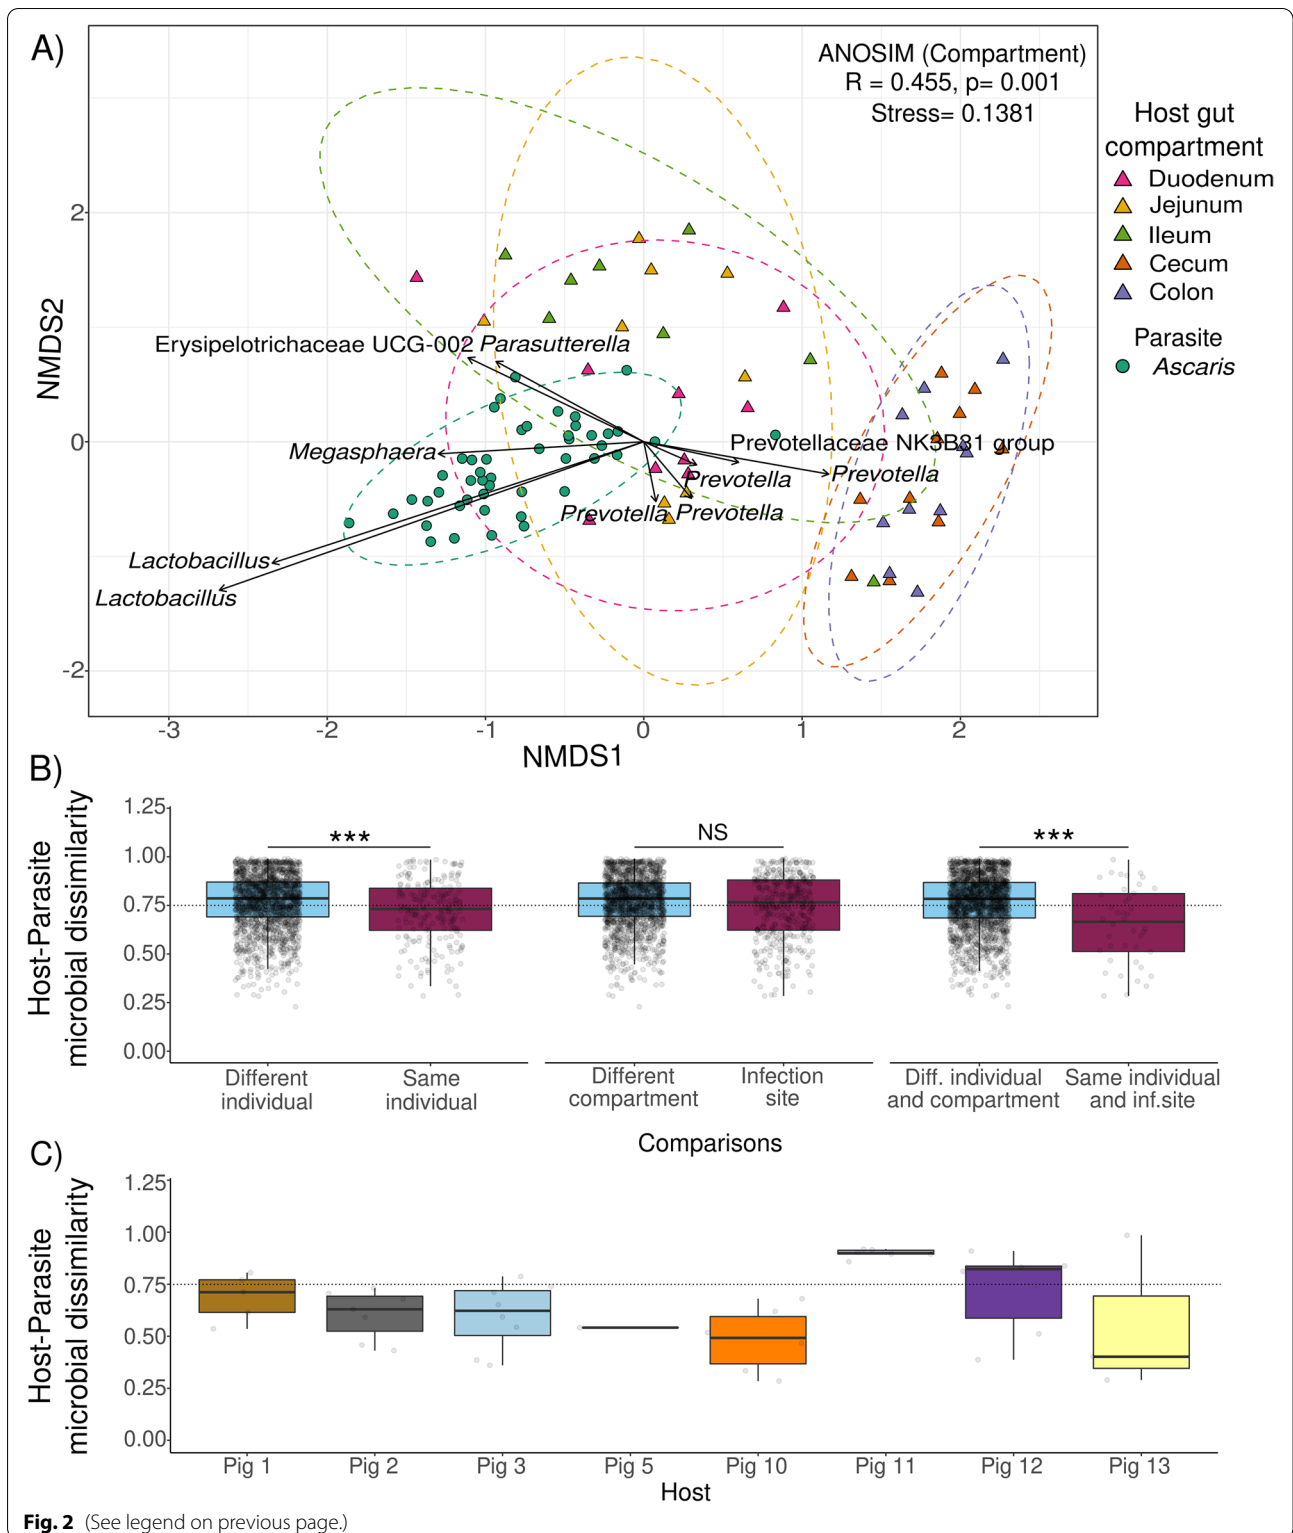 A)
ANOSIM (Compartment)
R = 0.455, p= 0.001
Stress= 0.1381
Host gut
compartment
Duodenum
Jejunum
Ileum
Cecum
Colon
Parasite
Ascaris
NMDS2
2
0
-2
Erysipelotrichaceae UCG-002
Parasutterella
Megasphaera
Prevotellaceae NK3B31 group
Prevotella
Prevotella
Prevotella
Prevotella
Lactobacillus
Lactobacillus
-3
-2
-1
0
1
2
NMDS1
B)
Host-Parasite
microbial dissimilarity
1.25
1.00
0.75
0.50
0.25
0.00
***
NS
***
Different
individual
Same
individual
Different
compartment
Infection
site
Diff. individual
and compartment
Same individual
and inf.site
Comparisons
C)
Host-Parasite
microbial dissimilarity
1.25
1.00
0.75
0.50
0.25
0.00
Pig 1
Pig 2
Pig 3
Pig 5
Pig 10
Pig 11
Pig 12
Pig 13
Host
Fig. 2 (See legend on previous page.)